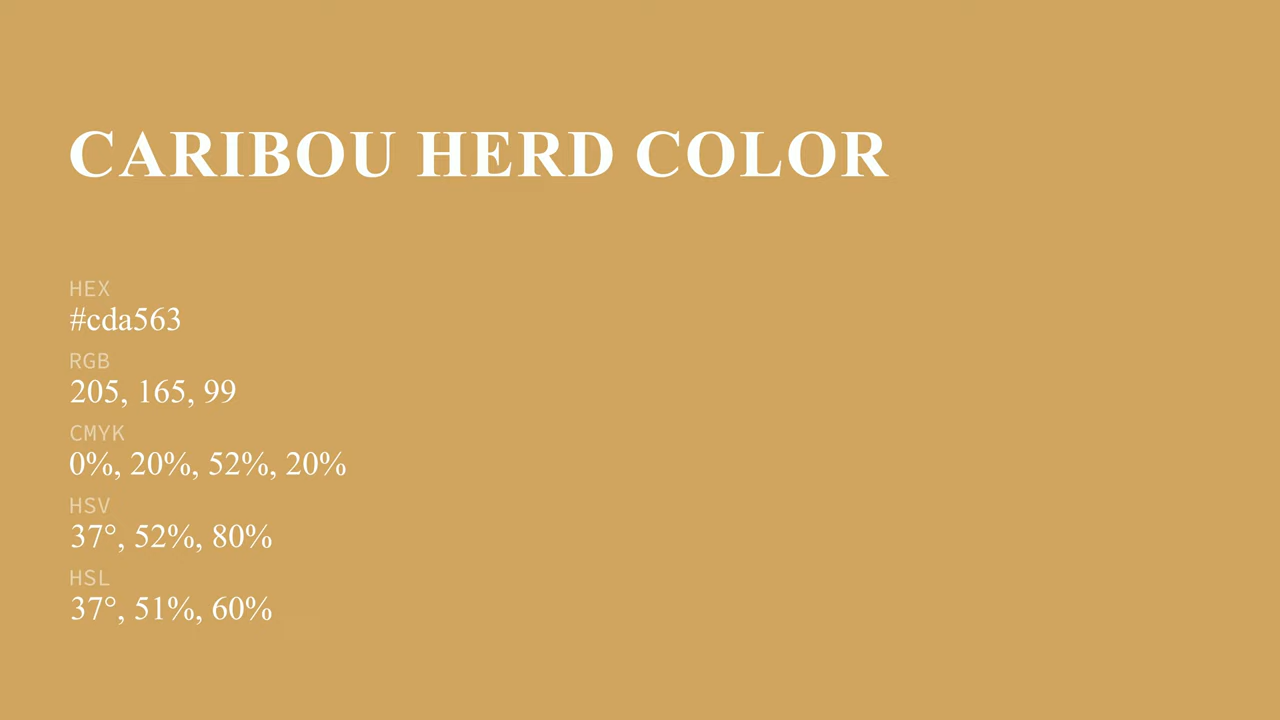 CARIBOU HERD COLOR
HEX
#cda563
RGB
205, 165, 99
CMYK
0%, 20%, 52%, 20%
HSV
37°, 52%, 80%
HSL
37°, 51%, 60%